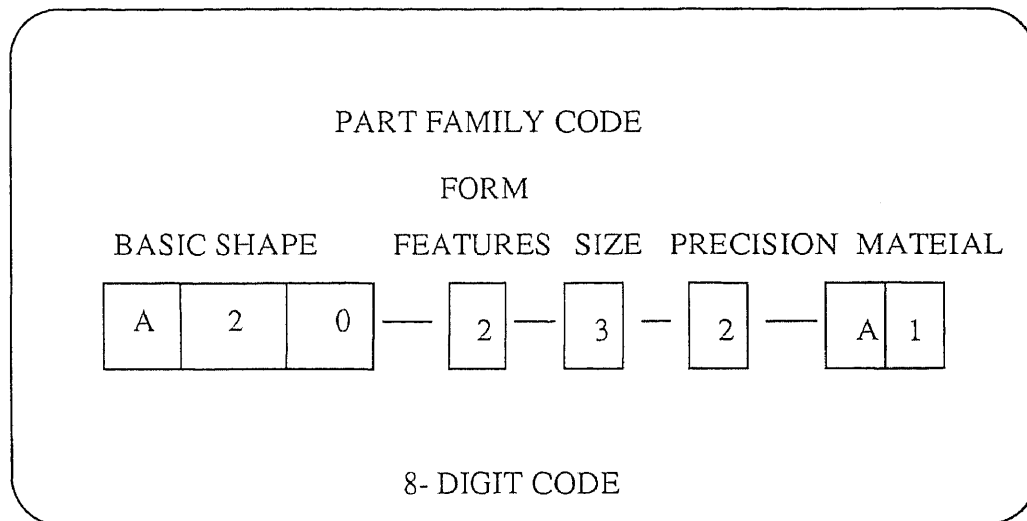 PART FAMILY CODE
FORM
BASIC SHAPE FEATURES SIZE PRECISION MATEIAL
A 2 0 — 2 — 3 - 2 — A 1
8- DIGIT CODE